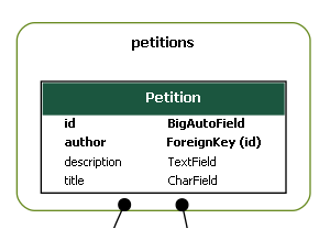 petitions
Petition
id BigAutoField
author ForeignKey (id)
description TextField
title CharField